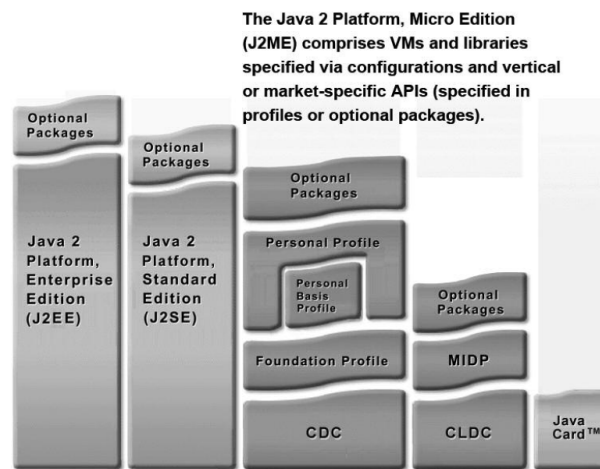 The Java 2 Platform, Micro Edition
(J2ME) comprises VMs and libraries
specified via configurations and vertical
or market-specific APIs (specified in
profiles or optional packages).
Optional
Packages
Java 2
Platform,
Enterprise
Edition
(J2EE)
Optional
Packages
Java 2
Platform,
Standard
Edition
(J2SE)
Optional
Packages
Personal Profile
Personal
Basis
Profile
Foundation Profile
CDC
Optional
Packages
MIDP
CLDC
Java
Card™